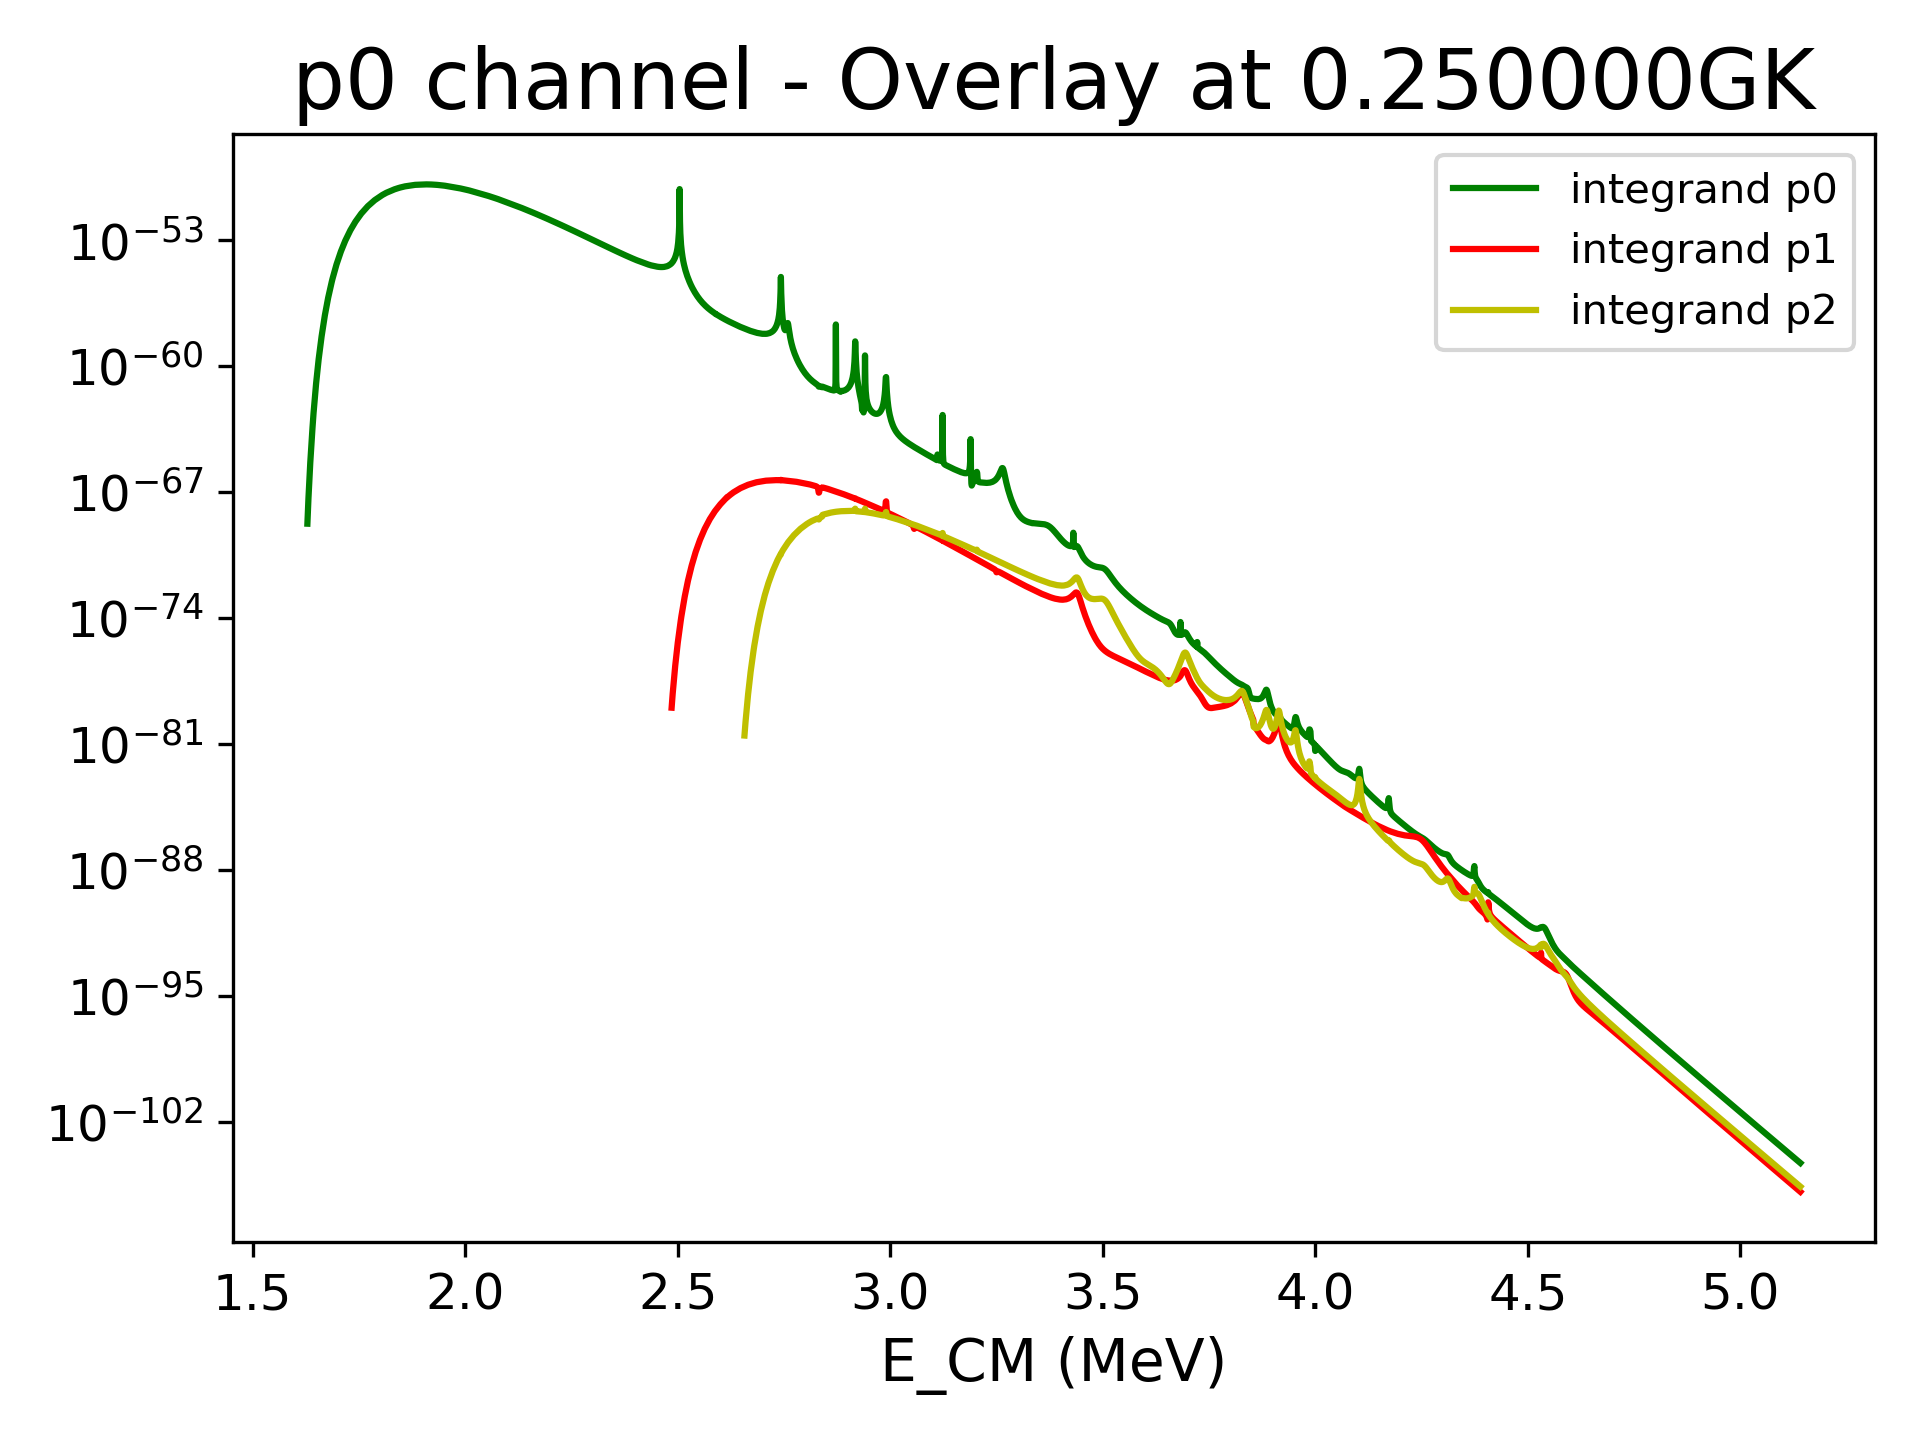 p0 channel - Overlay at 0.250000GK
integrand p0
integrand p1
integrand p2
10⁻⁵³
10⁻⁶⁰
10⁻⁶⁷
10⁻⁷⁴
10⁻⁸¹
10⁻⁸⁸
10⁻⁹⁵
10⁻¹⁰²
1.5 2.0 2.5 3.0 3.5 4.0 4.5 5.0
E_CM (MeV)